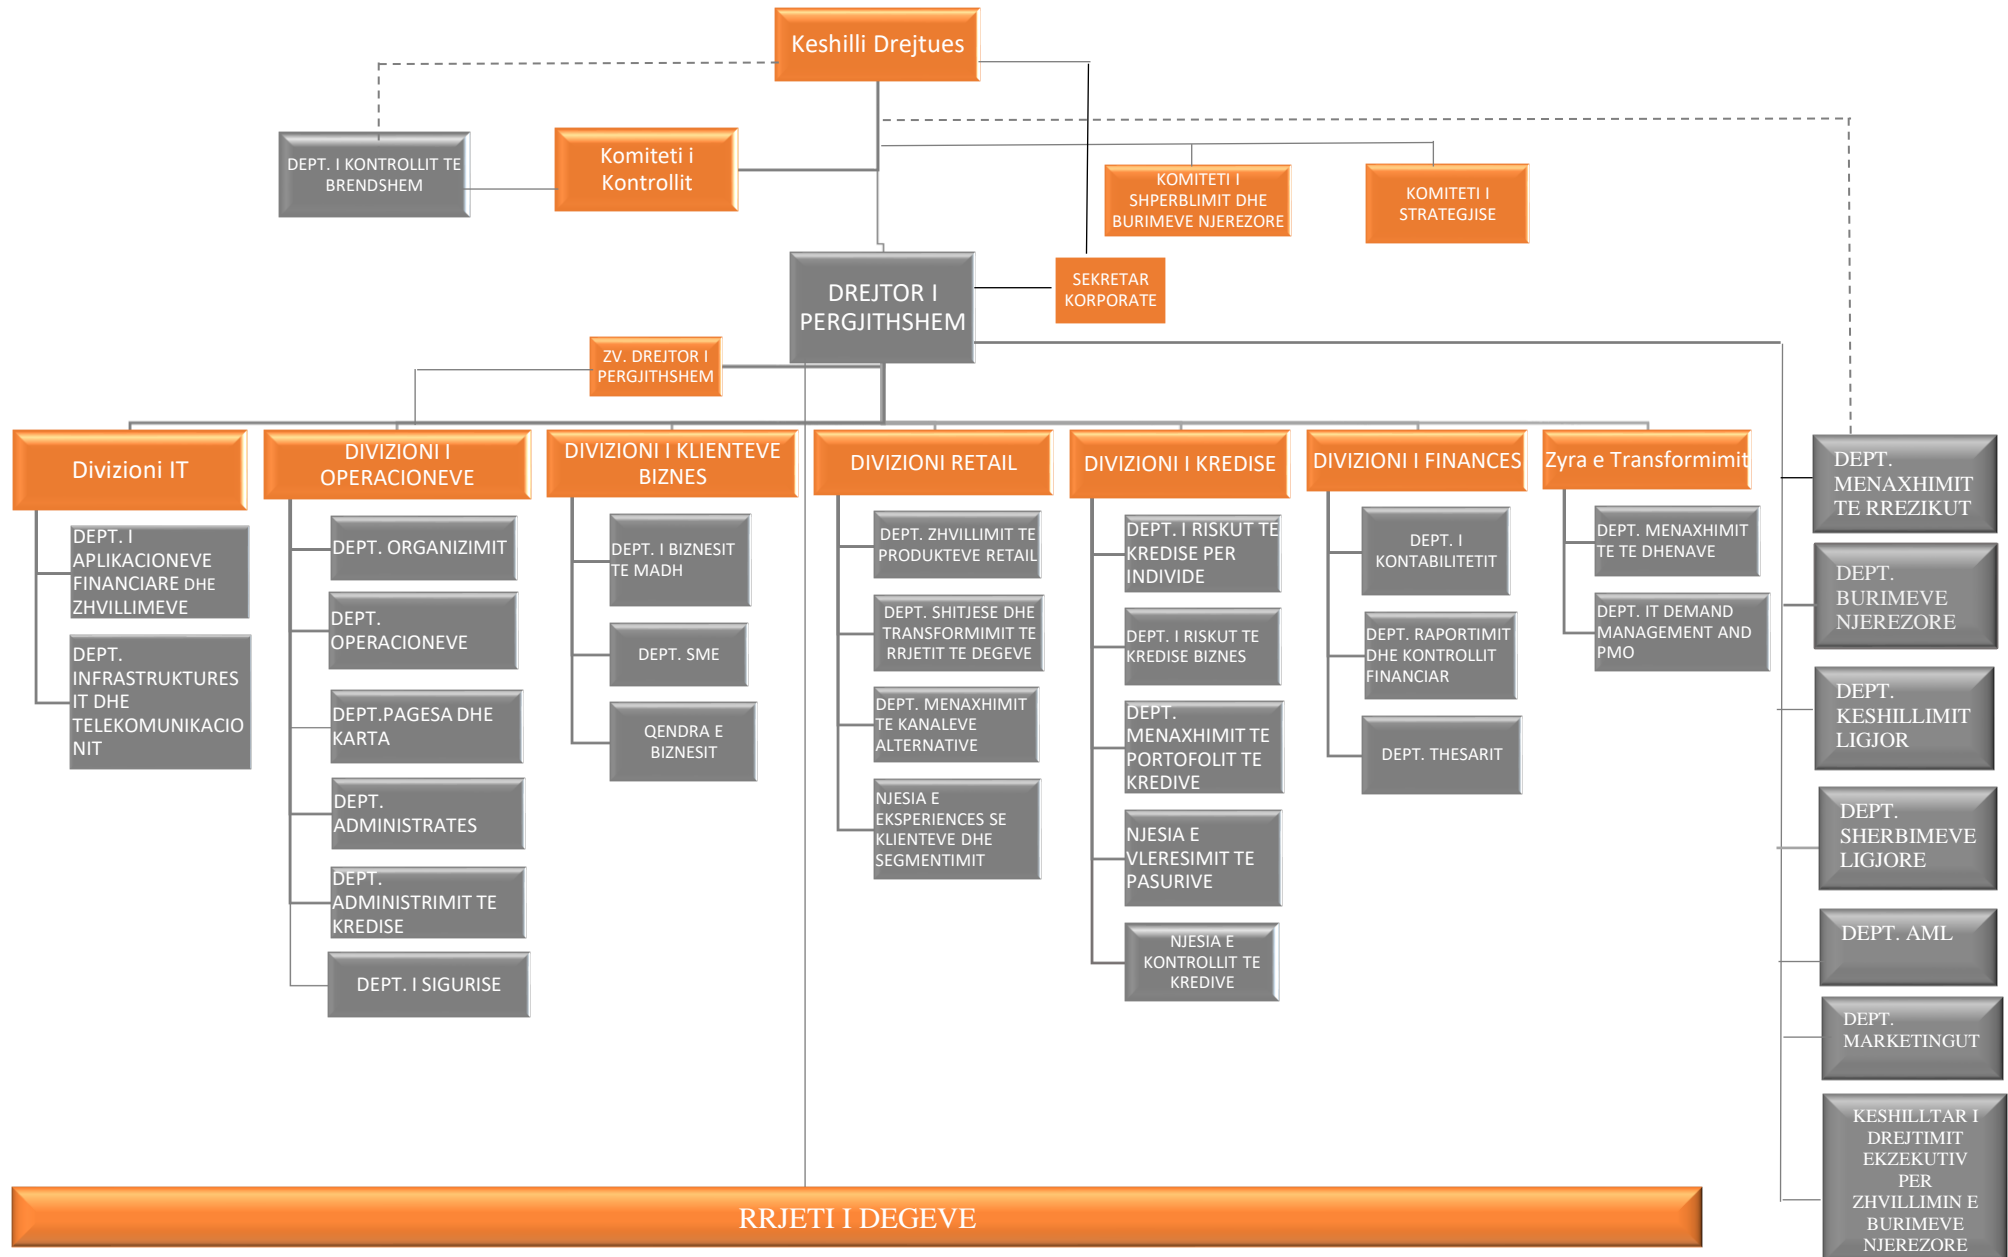 Keshilli Drejtues
DEPT. I KONTROLLIT TE
BRENDSHEM
Komiteti i
Kontrollit
KOMITETI I
SHPERBLIMIT DHE
BURIMEVE NJEREZORE
KOMITETI I
STRATEGJISE
DREJTOR I
PERGJITHSHEM
SEKRETAR
KORPORATE
ZV. DREJTOR I
PERGJITHSHEM
Divizioni IT
DEPT. I
APLIKACIONEVE
FINANCIARE DHE
ZHVILLIMEVE
DEPT.
INFRASTRUKTURES
IT DHE
TELEKOMUNIKACIO
NIT
DIVIZIONI I
OPERACIONEVE
DEPT. ORGANIZIMIT
DEPT.
OPERACIONEVE
DEPT.PAGESA DHE
KARTA
DEPT.
ADMINISTRATES
DEPT.
ADMINISTRIMIT TE
KREDISE
DEPT. I SIGURISE
DIVIZIONI I KLIENTEVE
BIZNES
DEPT. I BIZNESIT
TE MADH
DEPT. SME
QENDRA E
BIZNESIT
DIVIZIONI RETAIL
DEPT. ZHVILLIMIT TE
PRODUKTEVE RETAIL
DEPT. SHITJESE DHE
TRANSFORMIMIT TE
RRJETIT TE DEGEVE
DEPT. MENAXHIMIT
TE KANALEVE
ALTERNATIVE
NJESIA E
EKSPERIENCES SE
KLIENTEVE DHE
SEGMENTIMIT
DIVIZIONI I KREDISE
DEPT. I RISKUT TE
KREDISE PER
INDIVIDE
DEPT. I RISKUT TE
KREDISE BIZNES
DEPT.
MENAXHIMIT TE
PORTOFOLIT TE
KREDIVE
NJESIA E
VLERESIMIT TE
PASURIVE
NJESIA E
KONTROLLIT TE
KREDIVE
DIVIZIONI I FINANCES
DEPT. I
KONTABILITETIT
DEPT. RAPORTIMIT
DHE KONTROLLIT
FINANCIAR
DEPT. THESARIT
Zyra e Transformimit
DEPT. MENAXHIMIT
TE TE DHENAVE
DEPT. IT DEMAND
MANAGEMENT AND
PMO
DEPT.
MENAXHIMIT
TE RREZIKUT
DEPT.
BURIMEVE
NJEREZORE
DEPT.
KESHILLIMIT
LIGJOR
DEPT.
SHERBIMEVE
LIGJORE
DEPT. AML
DEPT.
MARKETINGUT
KESHILLTAR I
DREJTIMIT
EKZEKUTIV
PER
ZHVILLIMIN E
BURIMEVE
NJEREZORE
RRJETI I DEGEVE